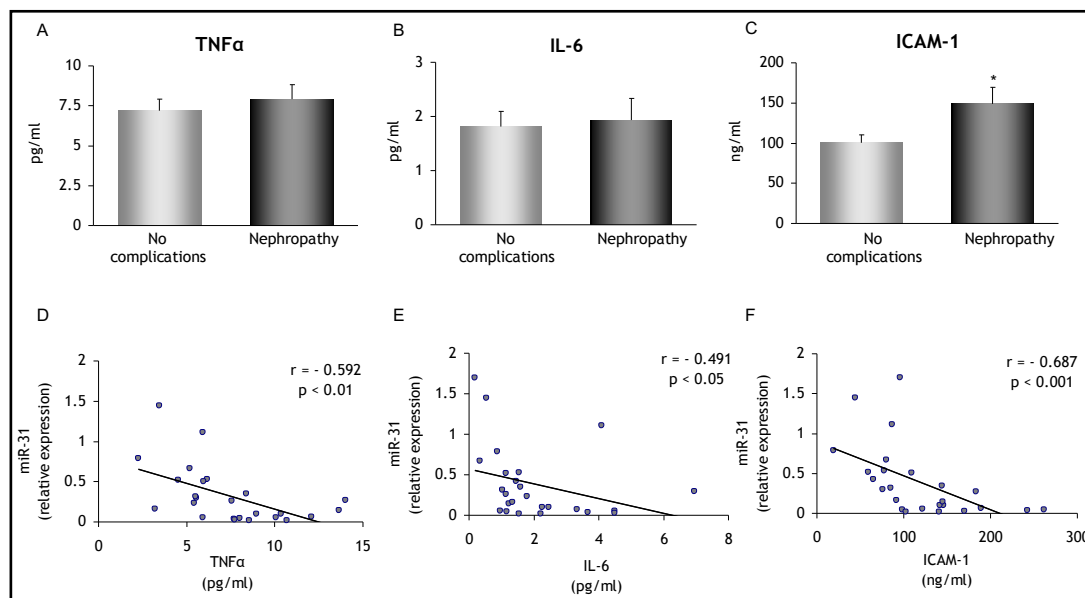 A
TNFα
10
7.5
5
2.5
0
pg/ml
No
complications
Nephropathy
B
IL-6
3
2
1
0
pg/ml
No
complications
Nephropathy
C
ICAM-1
200
150
100
50
0
ng/ml
*
No
complications
Nephropathy
D
r = - 0.592
p < 0.01
2
1.5
1
0.5
0
miR-31
(relative expression)
0 5 10 15
TNFα
(pg/ml)
E
r = - 0.491
p < 0.05
2
1.5
1
0.5
0
miR-31
(relative expression)
0 2 4 6 8
IL-6
(pg/ml)
F
r = - 0.687
p < 0.001
2
1.5
1
0.5
0
miR-31
(relative expression)
0 100 200 300
ICAM-1
(ng/ml)